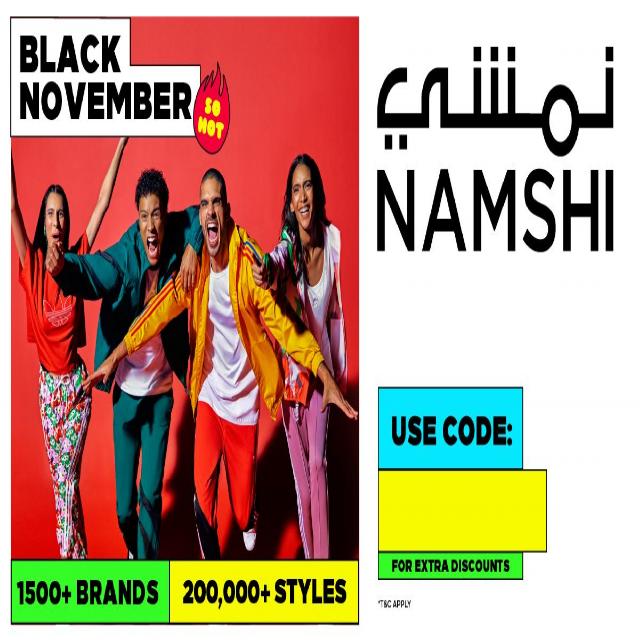 BLACK
NOVEMBER
SO
HOT
نمشي
NAMSHI
USE CODE:
FOR EXTRA DISCOUNTS
*T&C APPLY
1500+ BRANDS
200,000+ STYLES